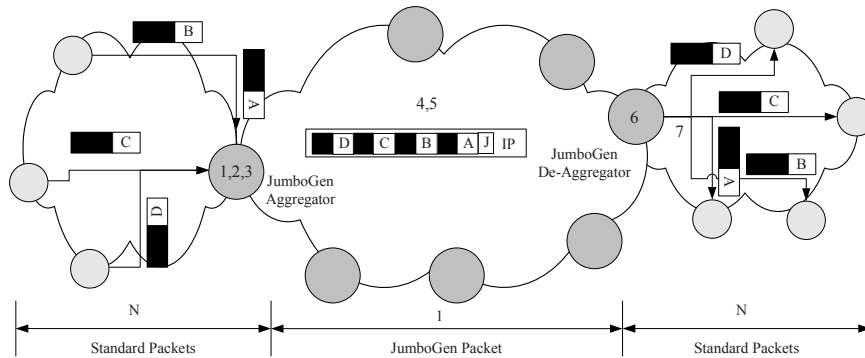 B
A
C
D
1,2,3
JumboGen
Aggregator
4,5
D C B A J IP
JumboGen
De-Aggregator
6
7
D
C
A
B
N
1
N
Standard Packets
JumboGen Packet
Standard Packets